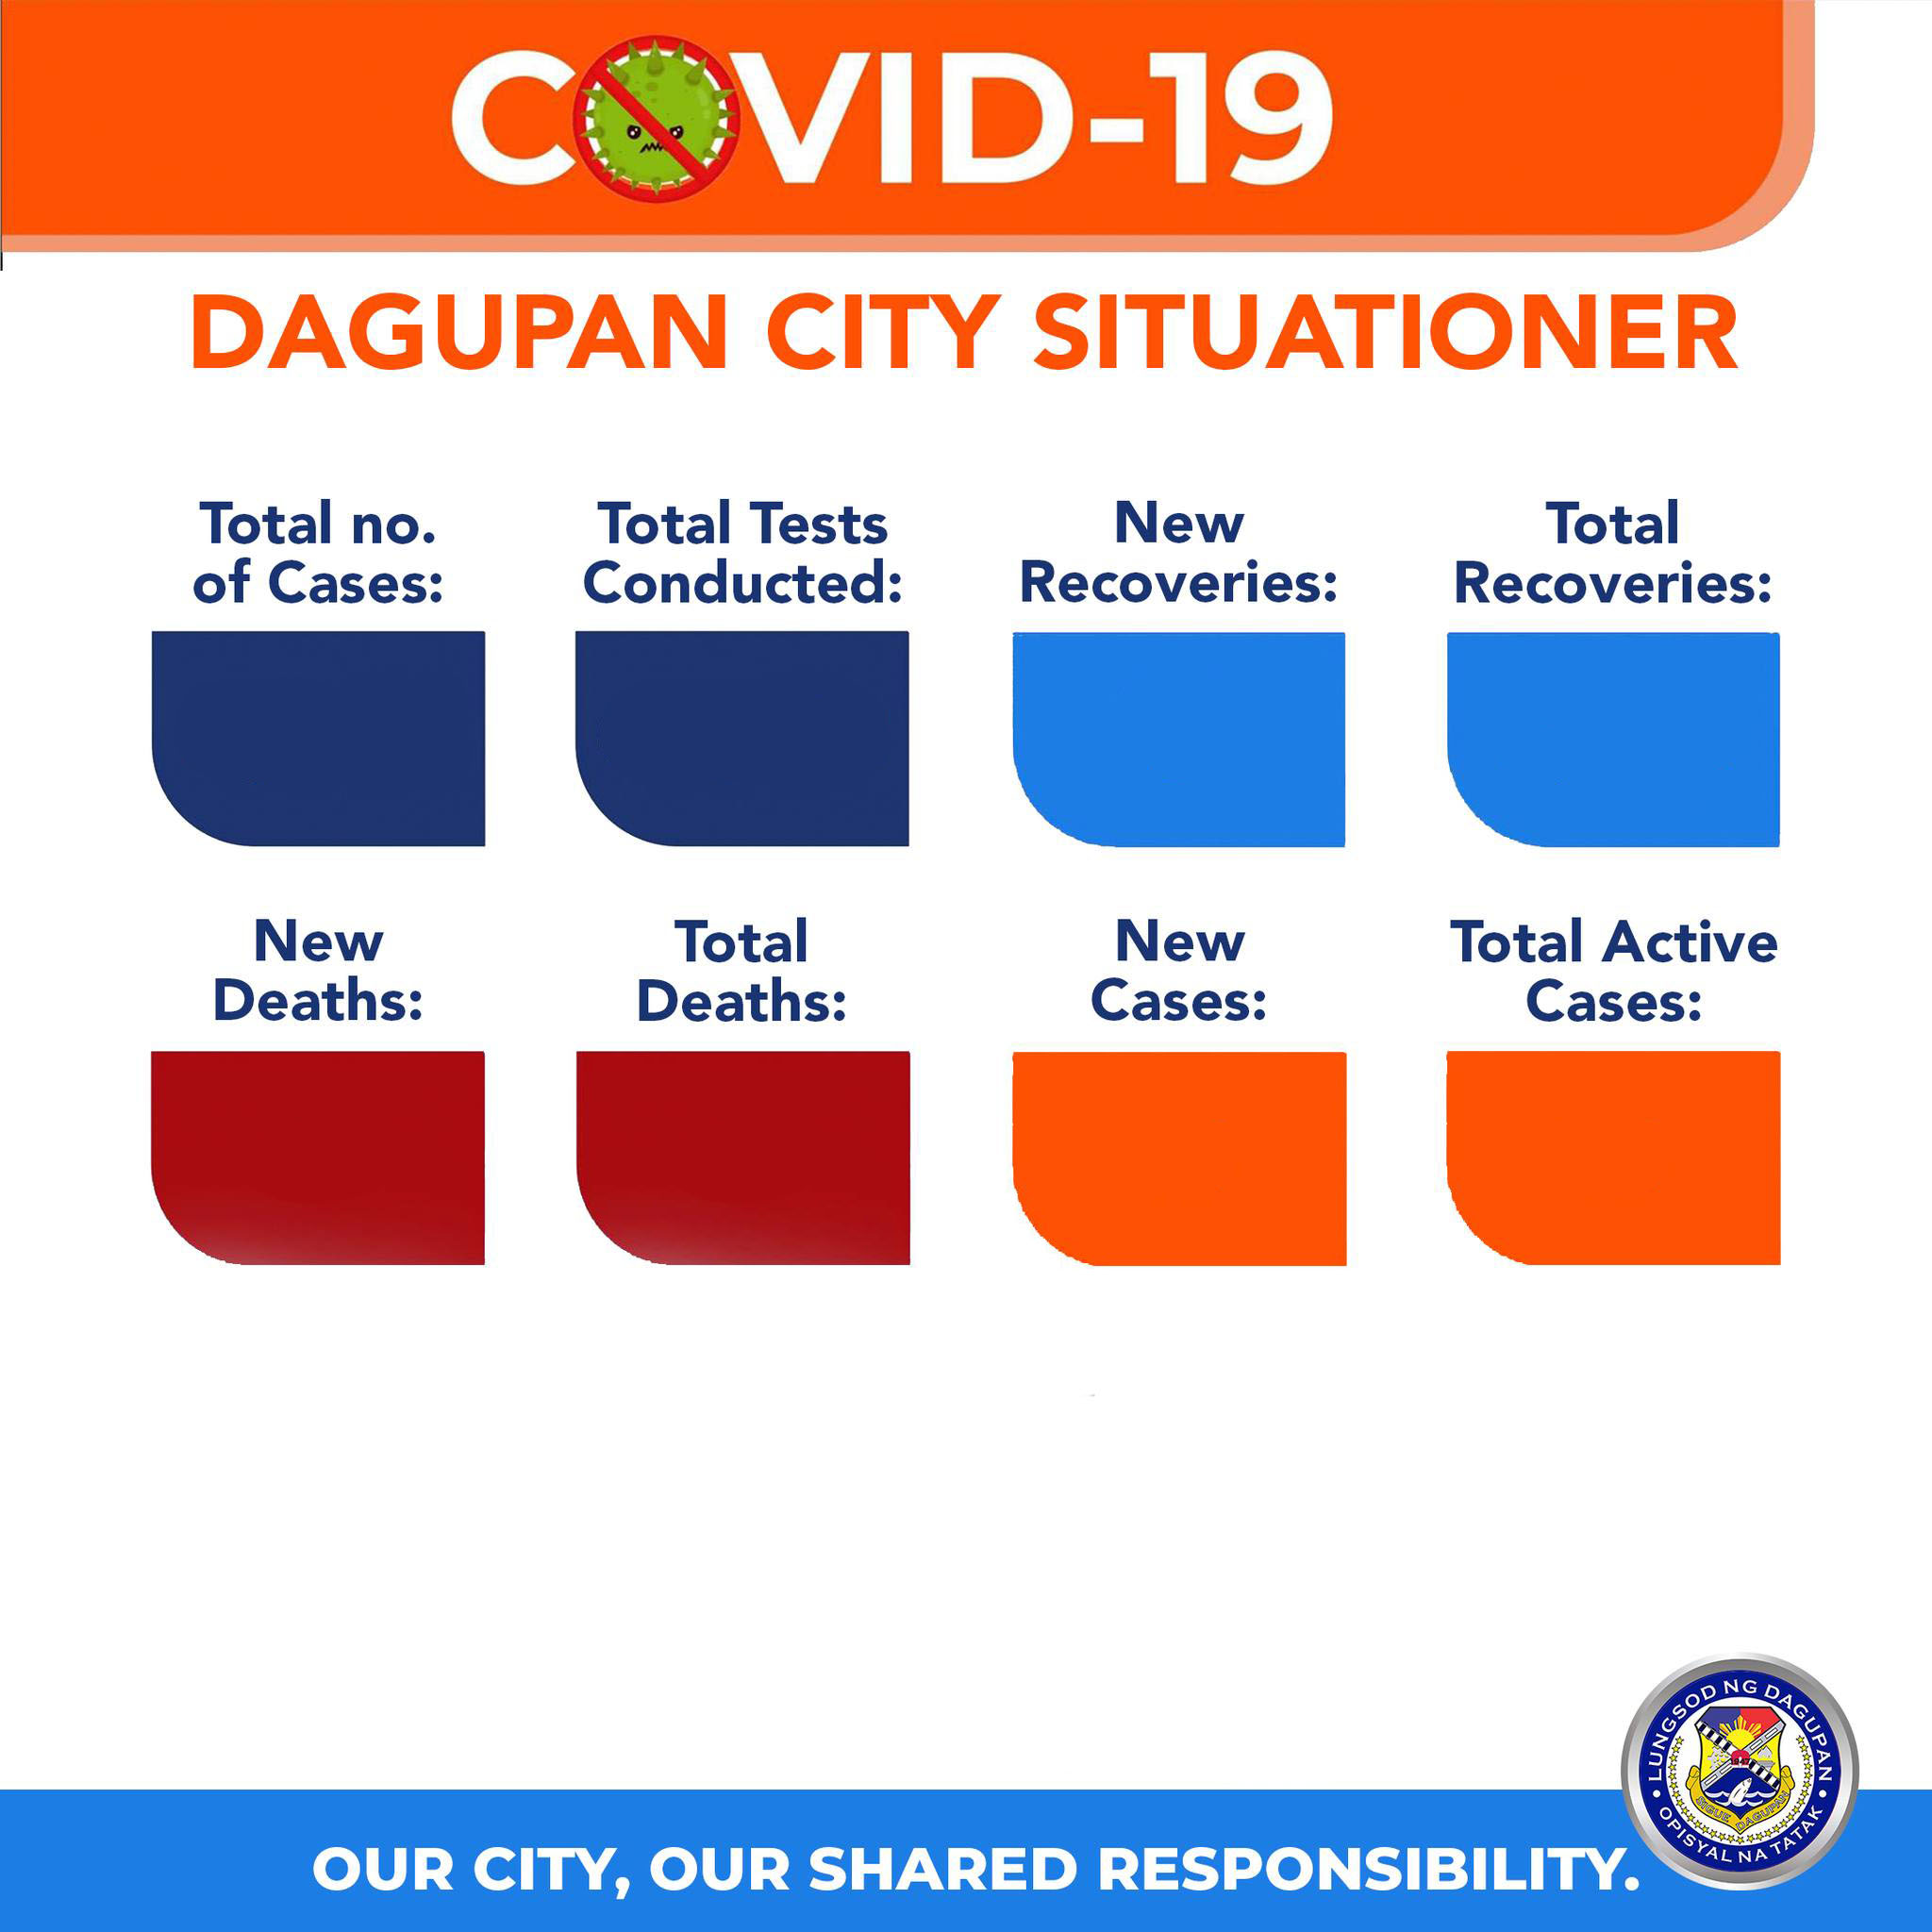 COVID-19
DAGUPAN CITY SITUATIONER
Total no.
of Cases:
Total Tests
Conducted:
New
Recoveries:
Total
Recoveries:
New
Deaths:
Total
Deaths:
New
Cases:
Total Active
Cases:
LUNGSOD NG DAGUPAN
1947
SIGUE DAGUPAN
OPISYAL NA TATAK
OUR CITY, OUR SHARED RESPONSIBILITY.